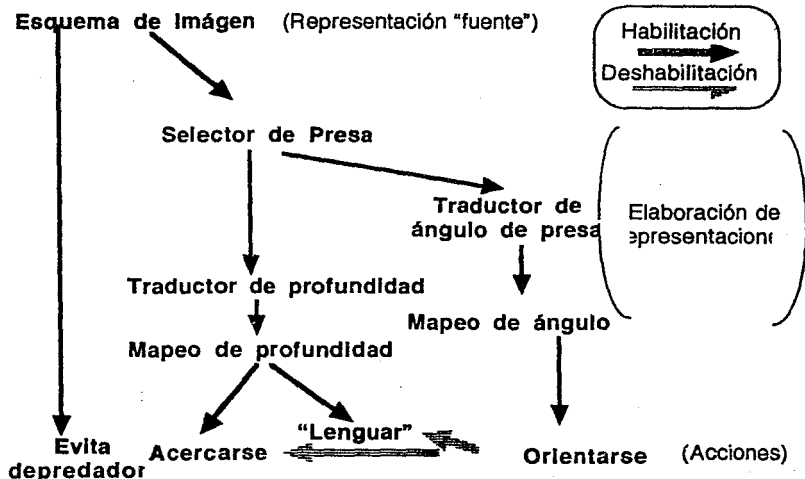 Esquema de Imágen (Representación “fuente”)
Habilitación
Deshabilitación
Selector de Presa
Traductor de
ángulo de presa
Elaboración de
epresentacione
Traductor de profundidad
Mapeo de ángulo
Mapeo de profundidad
“Lenguar”
Evita
depredador
Acercarse
Orientarse (Acciones)